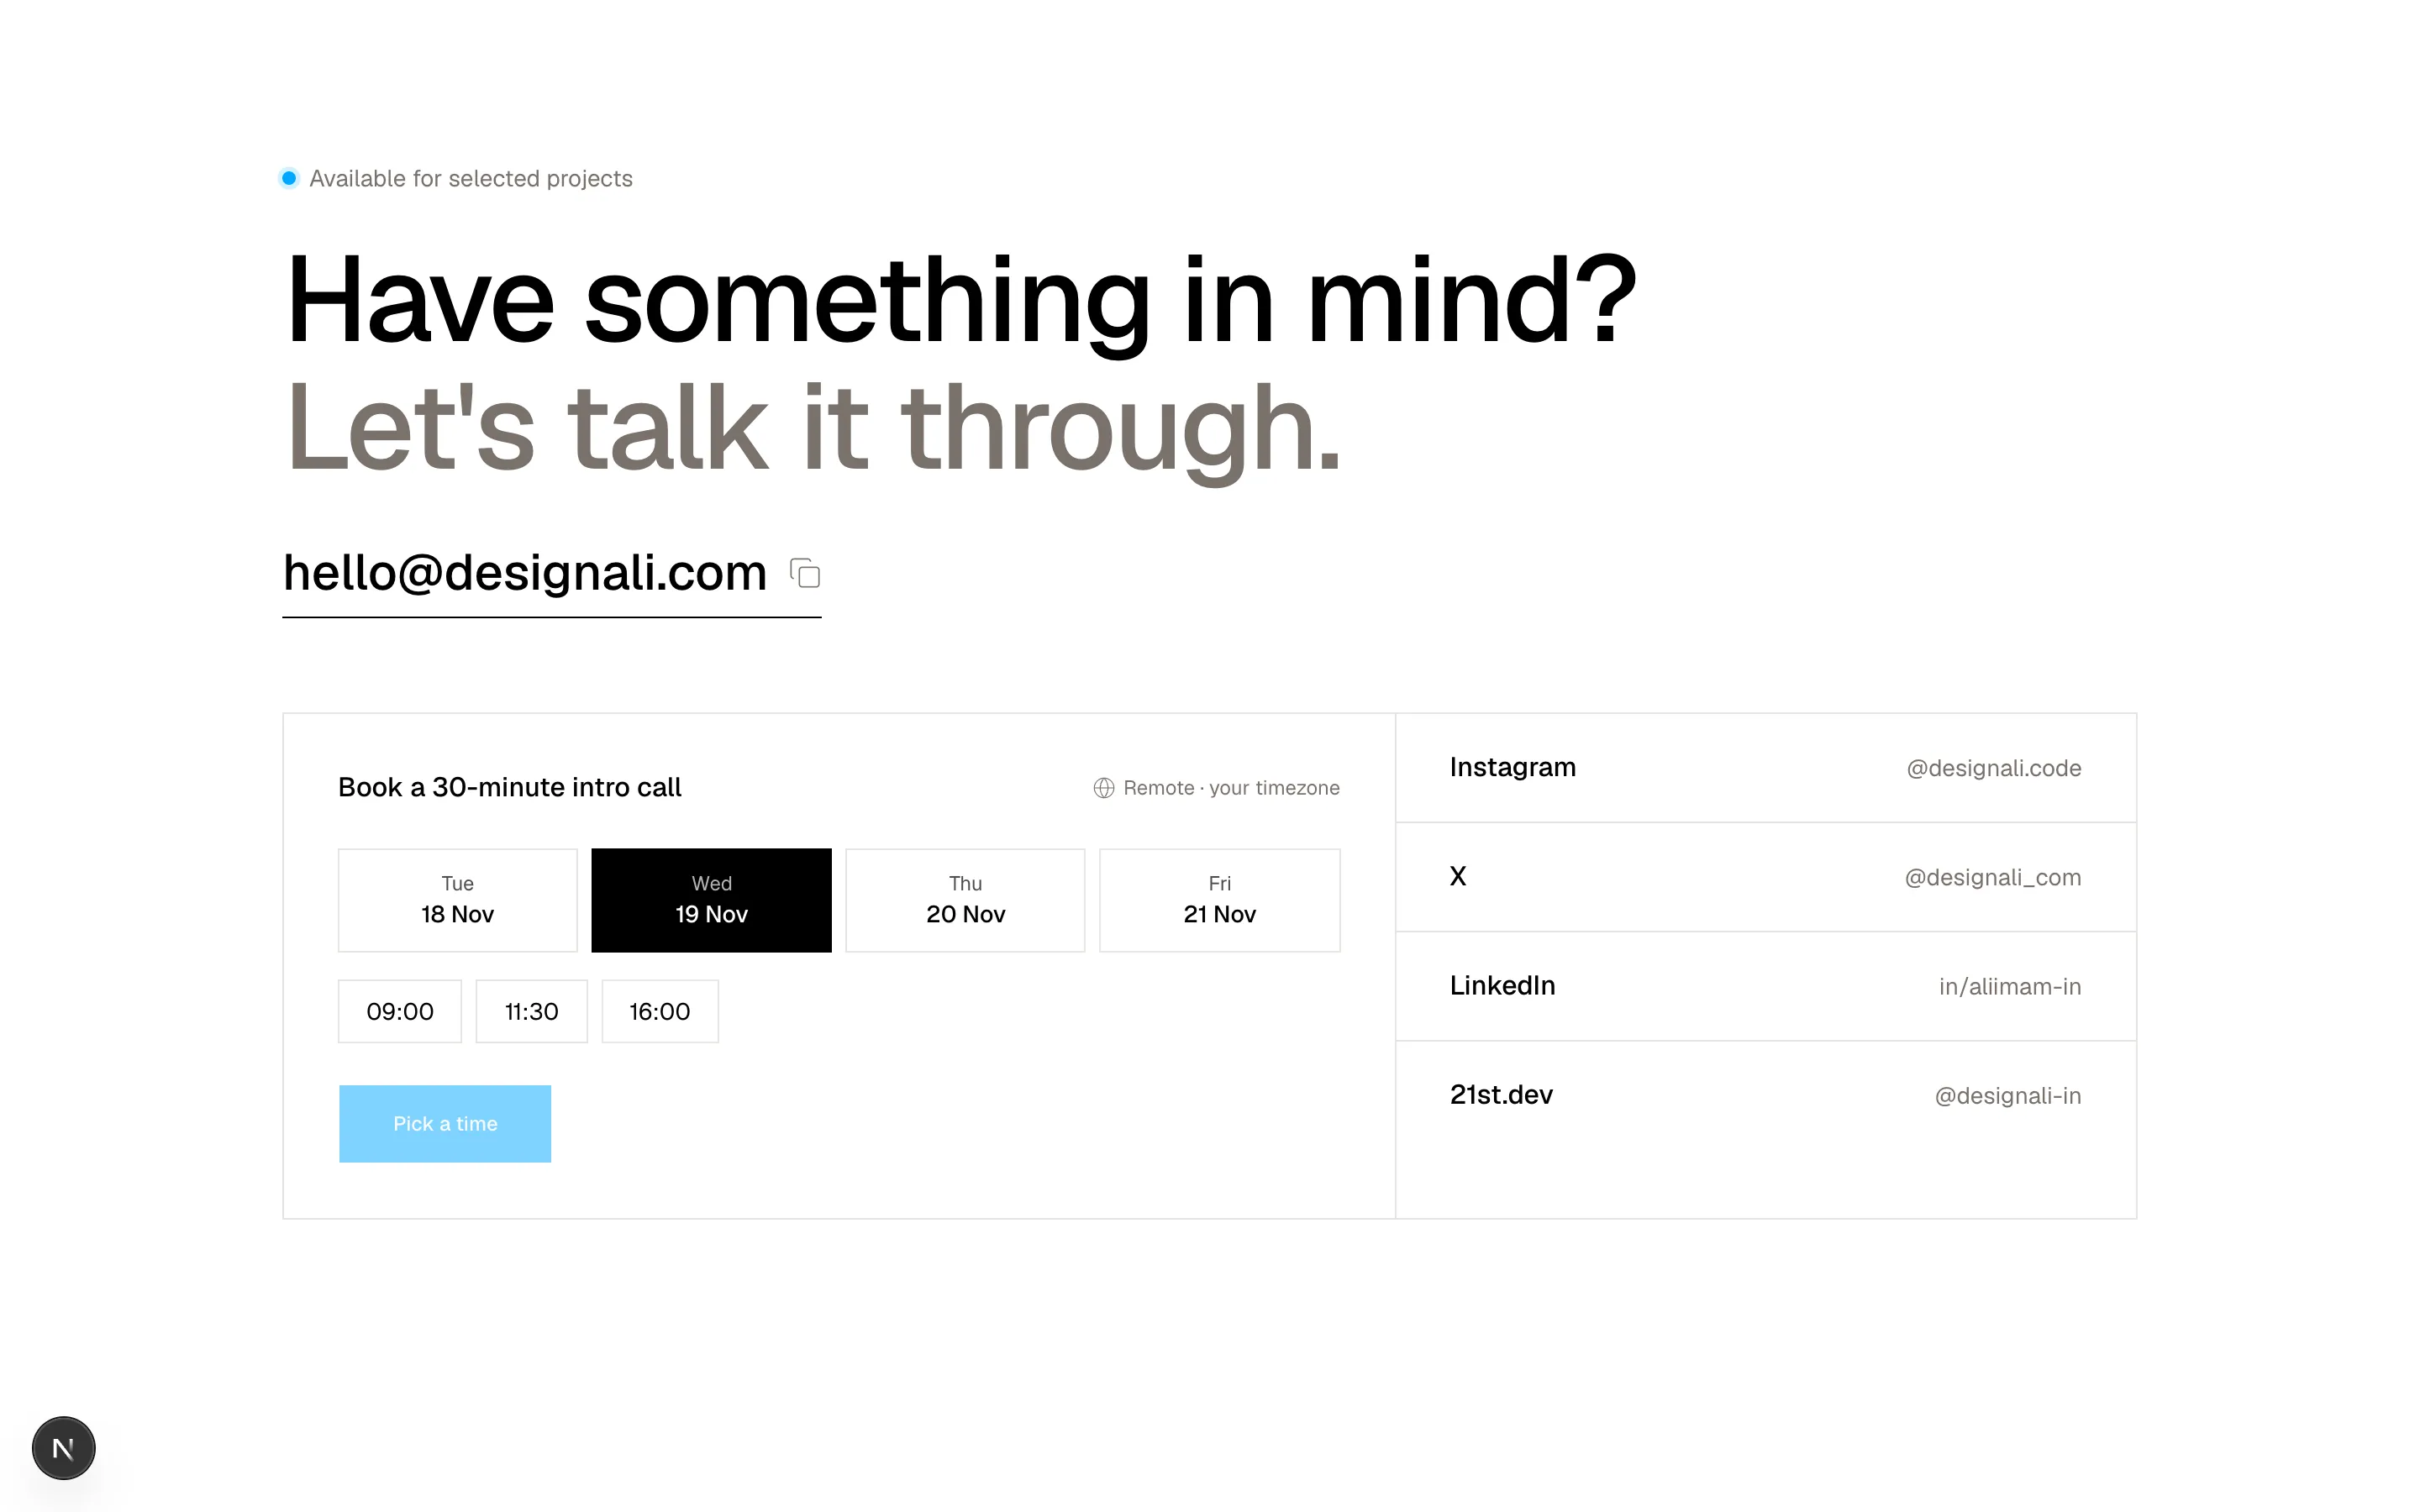 Available for selected projects
Have something in mind?
Let's talk it through.
hello@designali.com
Book a 30-minute intro call
Remote · your timezone
Tue
18 Nov
Wed
19 Nov
Thu
20 Nov
Fri
21 Nov
09:00
11:30
16:00
Pick a time
Instagram
@designali.code
X
@designali_com
LinkedIn
in/aliimam-in
21st.dev
@designali-in
N